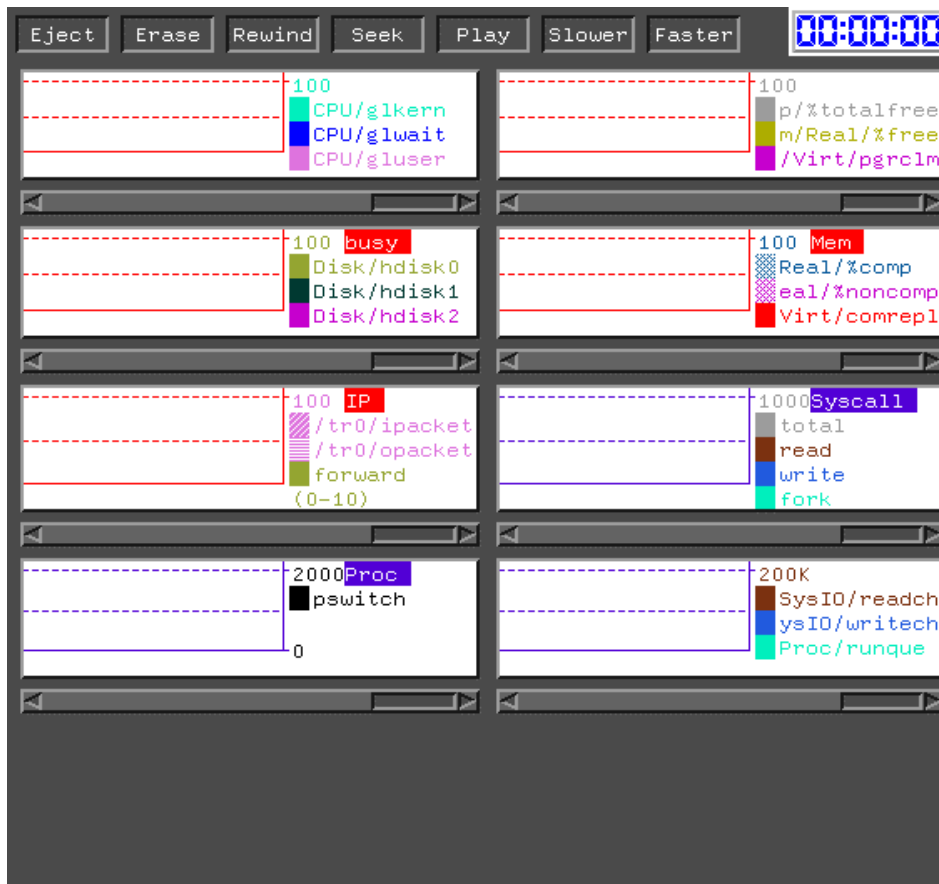 Eject Erase Rewind Seek Play Slower Faster 00:00:00
100
CPU/glkern
CPU/glwait
CPU/gluser
100
p/%totalfree
m/Real/%free
/Virt/pgrclm
100 busy
Disk/hdisk0
Disk/hdisk1
Disk/hdisk2
100 Mem
Real/%comp
eal/%noncomp
Virt/comrepl
100 IP
/tr0/ipacket
/tr0/opacket
forward
(0-10)
1000 Syscall
total
read
write
fork
2000 Proc
pswitch
0
200K
SysIO/readch
ysIO/writech
Proc/runque